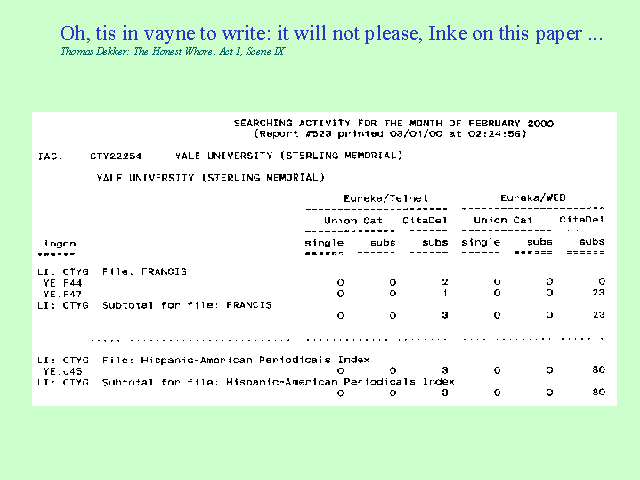 Oh, tis in vayne to write: it will not please, Inke on this paper ...
Thomas Dekker: The Honest Whore. Act 1, Scene IX
SEARCHING ACTIVITY FOR THE MONTH OF FEBRUARY 2000
(Report #523 printed 03/01/00 at 02:24:56)
IAC. CTY22254 YALE UNIVERSITY (STERLING MEMORIAL)
YALE UNIVERSITY (STERLING MEMORIAL)
Eureka/Telnet Eureka/WEB
Union Cat CitaDel Union Cat CitaDel
single subs subs single subs subs
LI: CTYG File: FRANCIS
YE.F44 0 0 2 0 0 0
YE.F47 0 0 1 0 0 23
LI: CTYG Subtotal for file: FRANCIS
0 0 3 0 0 23
LI: CTYG File: Hispanic-American Periodicals Index
0 0 3 0 0 80
LI: CTYG Subtotal for file: Hispanic-American Periodicals Index
0 0 3 0 0 80